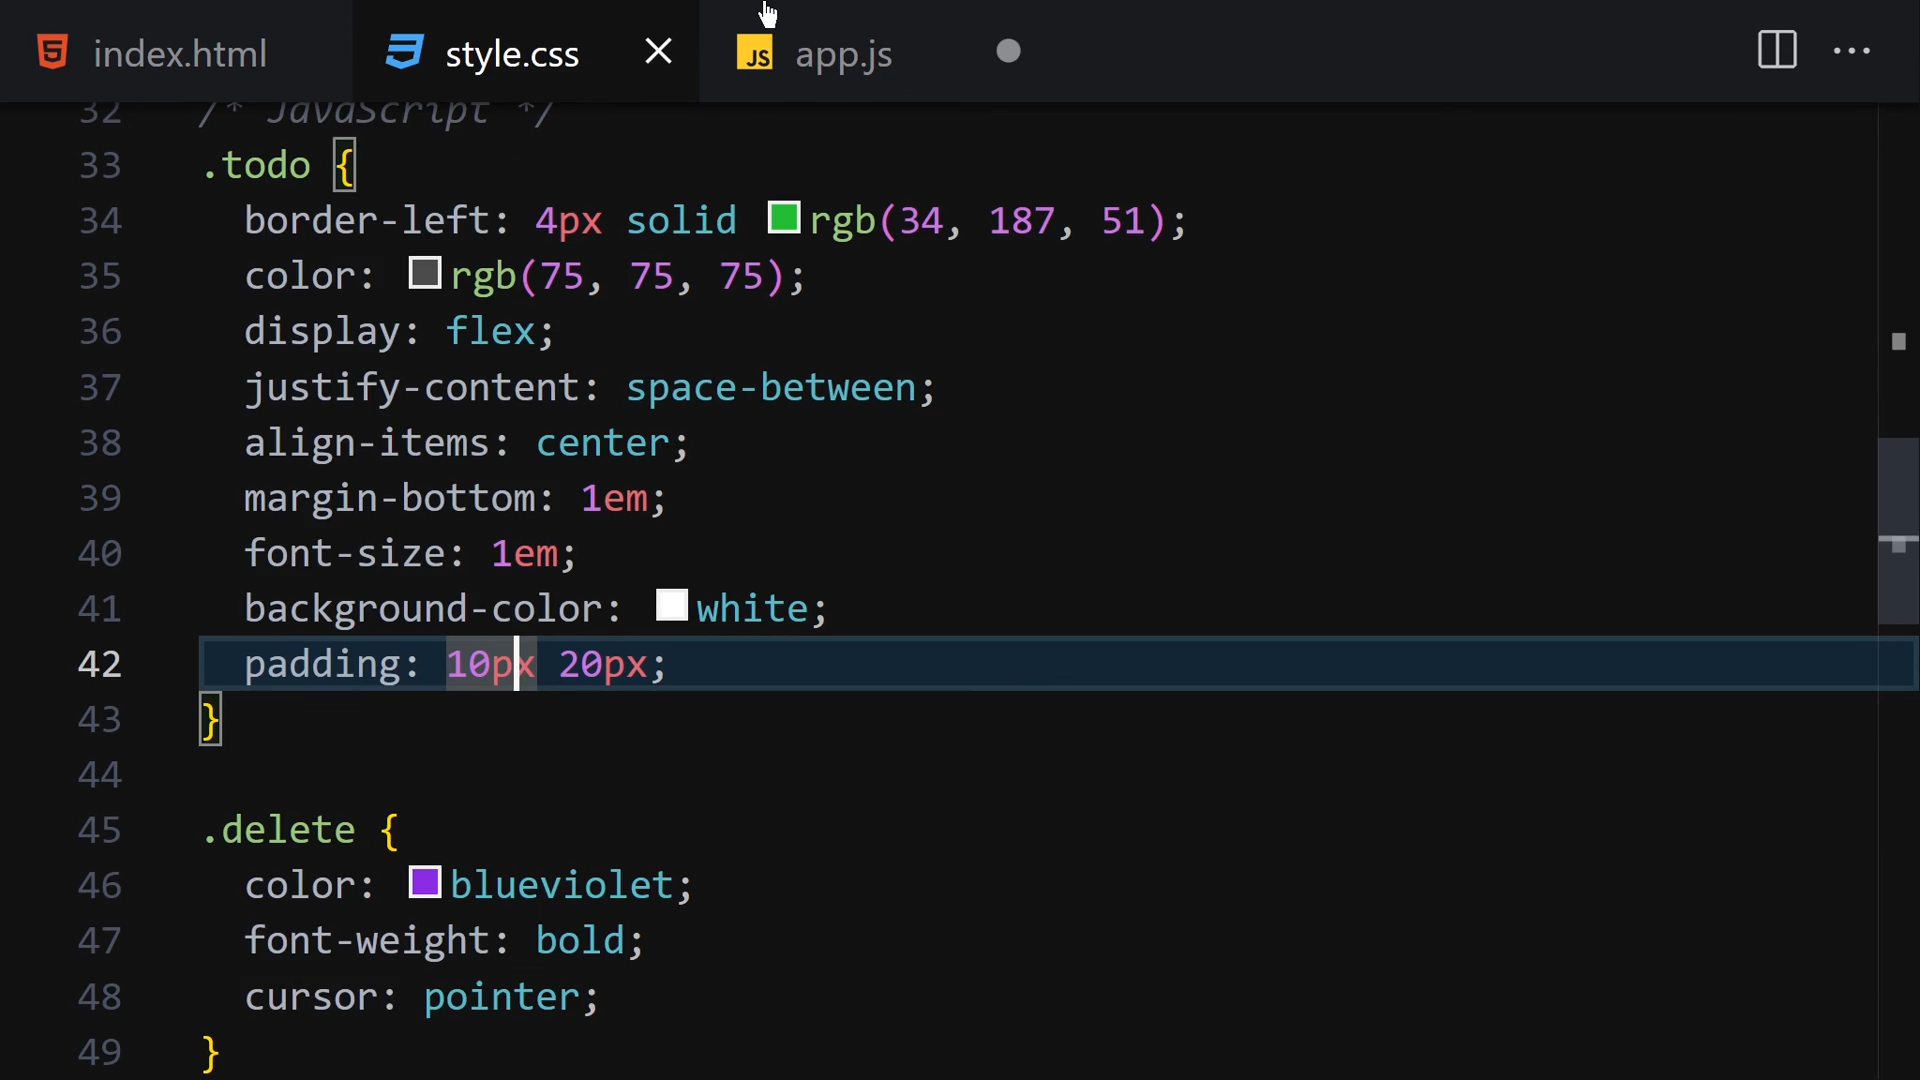 index.html
style.css
JS app.js
32 /* JavaScript */
33 .todo {
34 border-left: 4px solid rgb(34, 187, 51);
35 color: rgb(75, 75, 75);
36 display: flex;
37 justify-content: space-between;
38 align-items: center;
39 margin-bottom: 1em;
40 font-size: 1em;
41 background-color: white;
42 padding: 10px 20px;
43 }
44
45 .delete {
46 color: blueviolet;
47 font-weight: bold;
48 cursor: pointer;
49 }